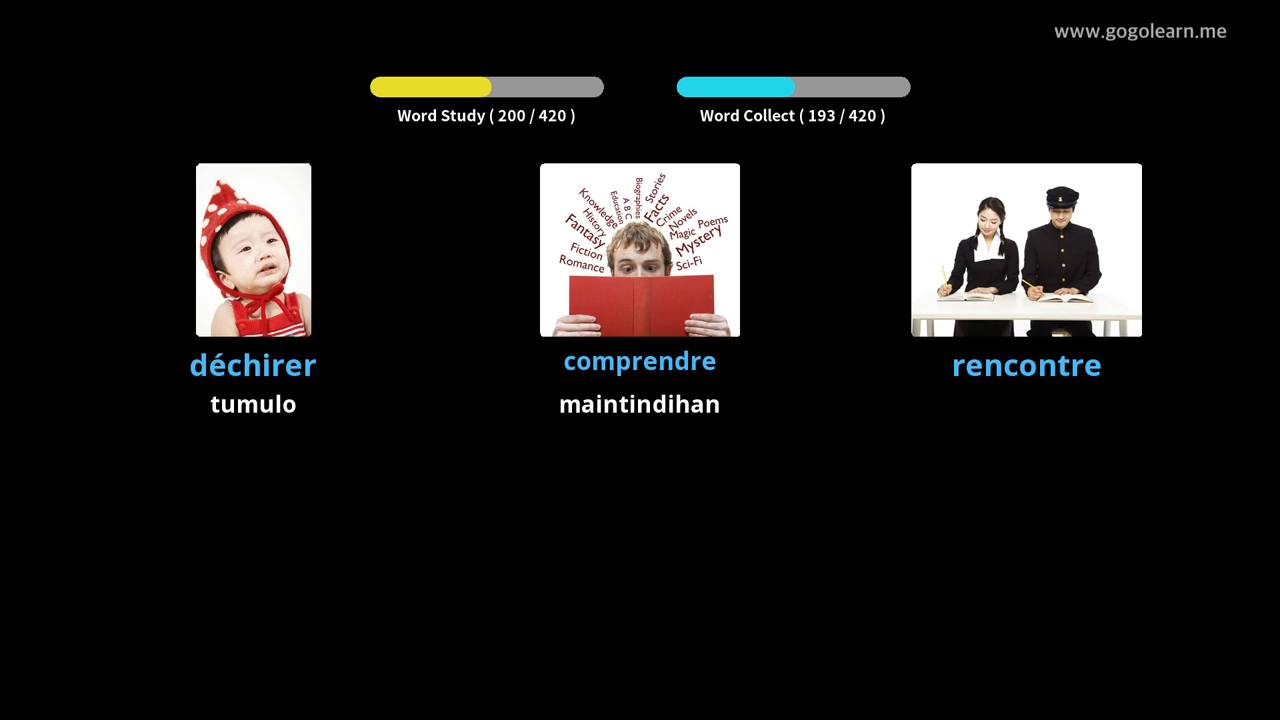 www.gogolearn.me
Word Study ( 200 / 420 )
Word Collect ( 193 / 420 )
Knowledge
History
Fantasy
Fiction
Romance
Education
A B C
Biographies
Stories
Facts
Crime
Novels
Magic
Poems
Mystery
Sci-Fi
déchirer
comprendre
rencontre
tumulo
maintindihan